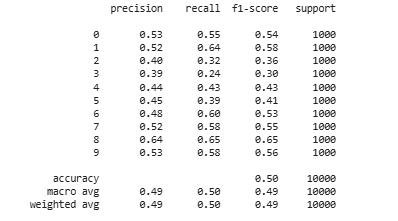 precision recall f1-score support
0 0.53 0.55 0.54 1000
1 0.52 0.64 0.58 1000
2 0.40 0.32 0.36 1000
3 0.39 0.24 0.30 1000
4 0.44 0.43 0.43 1000
5 0.45 0.39 0.41 1000
6 0.48 0.60 0.53 1000
7 0.52 0.58 0.55 1000
8 0.64 0.65 0.65 1000
9 0.53 0.58 0.56 1000
accuracy 0.50 10000
macro avg 0.49 0.50 0.49 10000
weighted avg 0.49 0.50 0.49 10000